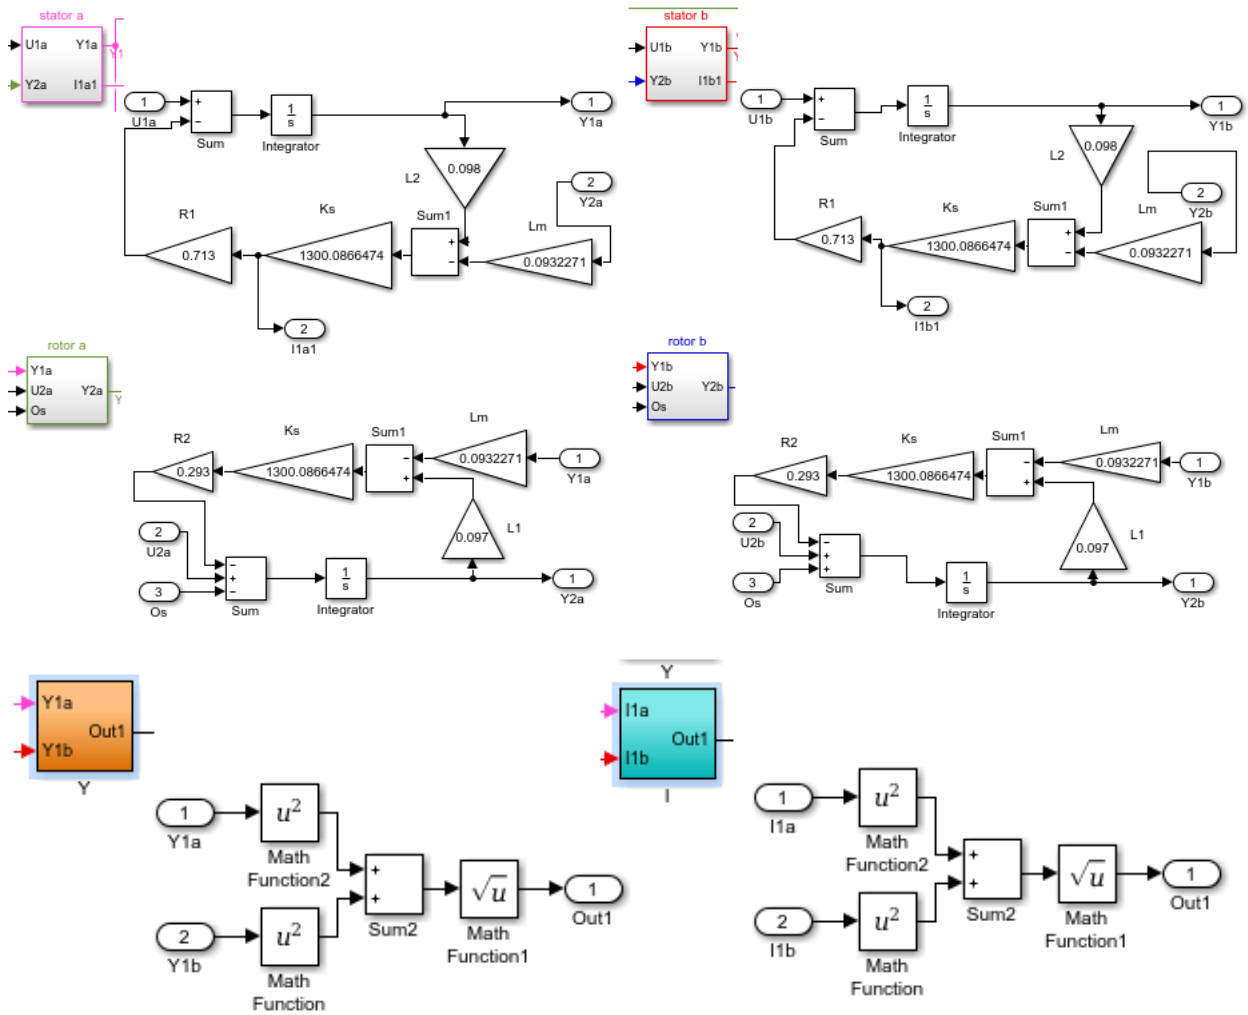 stator a
U1a
Y1a
Y2a
I1a1
Y1
1
U1a
+
−
Sum
1
s
Integrator
1
Y1a
0.098
L2
2
Y2a
R1
0.713
Ks
1300.0866474
Sum1
+
−
Lm
0.0932271
2
I1a1
stator b
U1b
Y1b
Y2b
I1b1
Y
1
U1b
+
−
Sum
1
s
Integrator
1
Y1b
0.098
L2
2
Y2b
R1
0.713
Ks
1300.0866474
Sum1
+
−
Lm
0.0932271
2
I1b1
rotor a
Y1a
U2a
Y2a
Os
Y
R2
0.293
Ks
1300.0866474
Sum1
−
+
Lm
0.0932271
1
Y1a
2
U2a
3
Os
−
+
−
Sum
1
s
Integrator
0.097
L1
1
Y2a
rotor b
Y1b
U2b
Y2b
Os
R2
0.293
Ks
1300.0866474
Sum1
−
+
Lm
0.0932271
1
Y1b
2
U2b
3
Os
−
+
+
Sum
1
s
Integrator
0.097
L1
1
Y2b
Y1a
Out1
Y1b
Y
1
Y1a
u²
Math
Function2
2
Y1b
u²
Math
Function
+
+
Sum2
√u
Math
Function1
1
Out1
Y
I1a
Out1
I1b
I
1
I1a
u²
Math
Function2
2
I1b
u²
Math
Function
+
+
Sum2
√u
Math
Function1
1
Out1